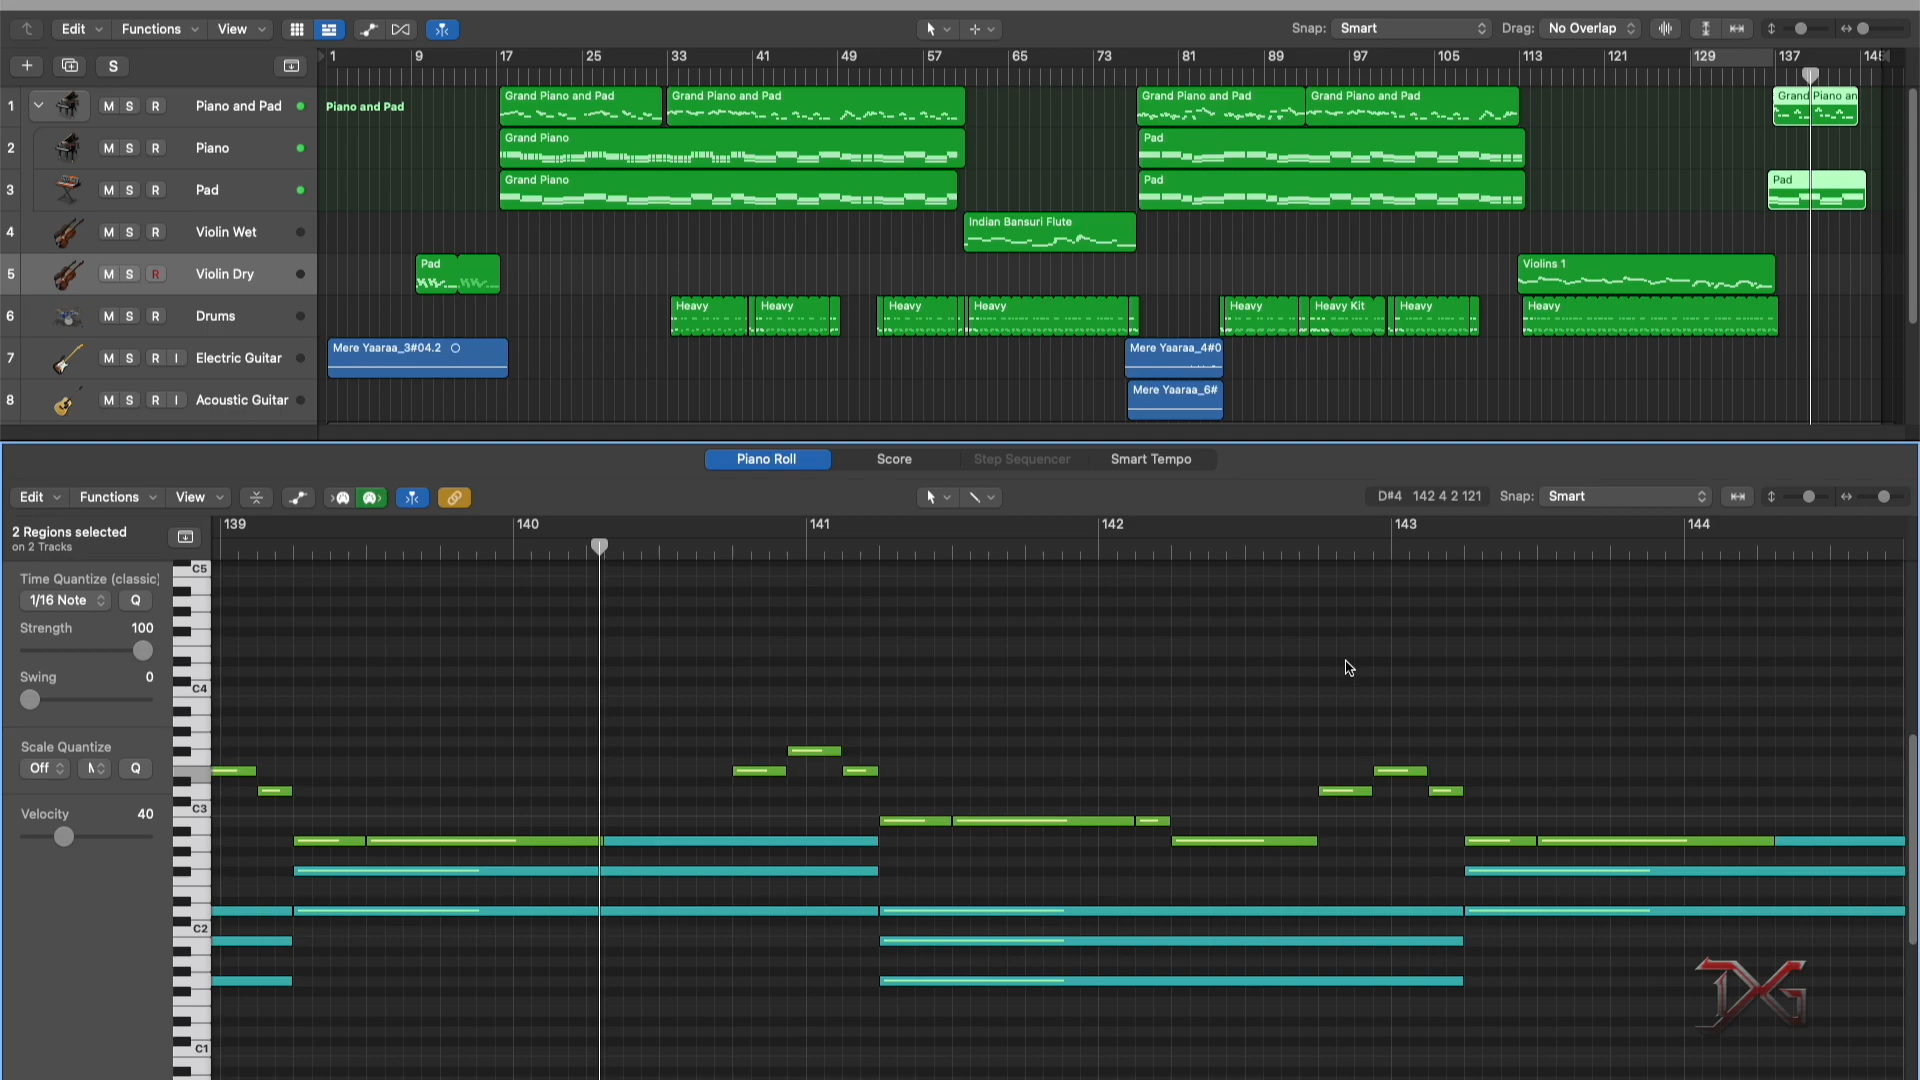 Edit Functions View Snap: Smart Drag: No Overlap
+ S 1 9 17 25 33 41 49 57 65 73 81 89 97 105 113 121 129 137 145
1 M S R Piano and Pad Piano and Pad Grand Piano and Pad Grand Piano and Pad Grand Piano and Pad Grand Piano and Pad Grand Piano an
2 M S R Piano Grand Piano Pad
3 M S R Pad Grand Piano Pad Pad
4 M S R Violin Wet Indian Bansuri Flute
5 M S R Violin Dry Pad Violins 1
6 M S R Drums Heavy Heavy Heavy Heavy Heavy Heavy Kit Heavy Heavy
7 M S R I Electric Guitar Mere Yaaraa_3#04.2 Mere Yaaraa_4#0
8 M S R I Acoustic Guitar Mere Yaaraa_6#
Piano Roll Score Step Sequencer Smart Tempo
Edit Functions View D#4 142 4 2 121 Snap: Smart
2 Regions selected 139 140 141 142 143 144
on 2 Tracks
C5
Time Quantize (classic)
1/16 Note Q
Strength 100
Swing 0
C4
Scale Quantize
Off Q
C3
Velocity 40
C2
C1